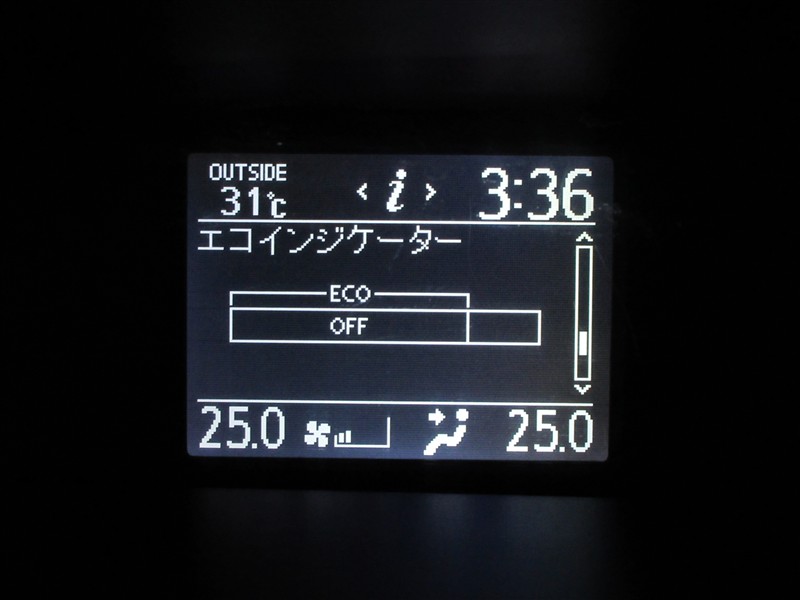 OUTSIDE
31℃
< i >
3:36
エコインジケーター
ECO
OFF
25.0
25.0